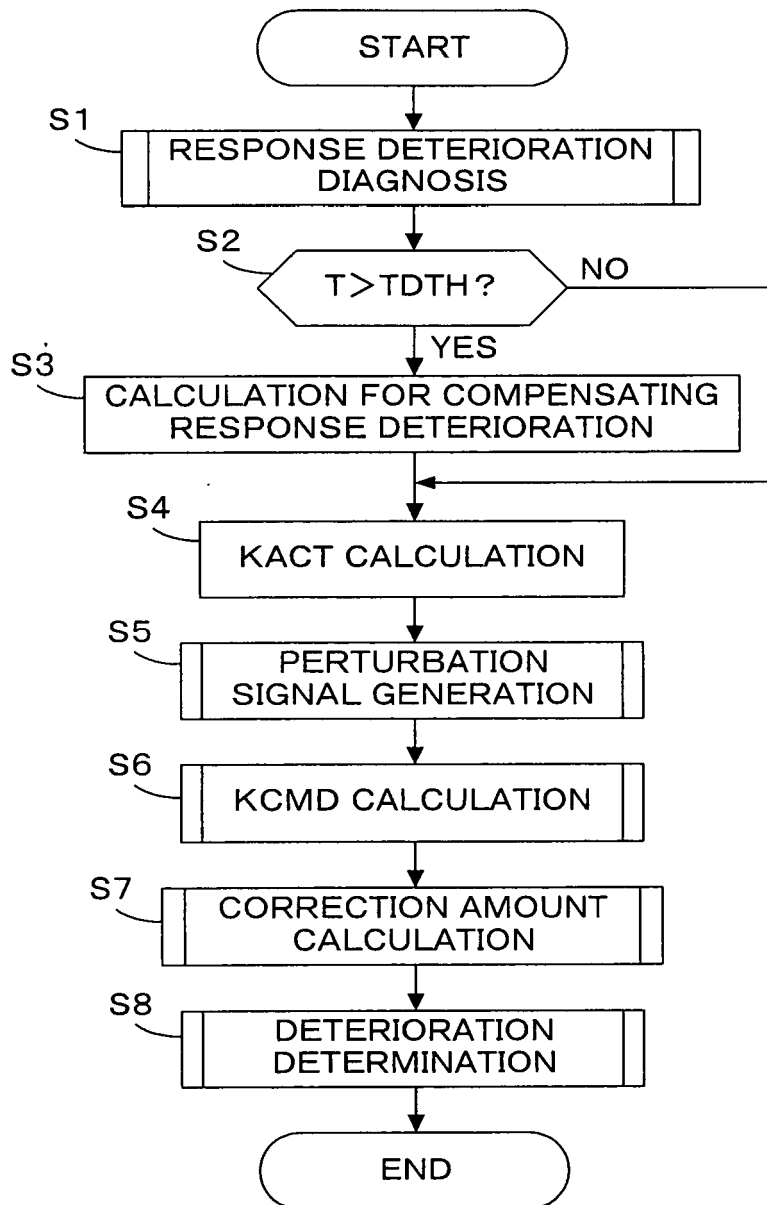 START
S1
RESPONSE DETERIORATION
DIAGNOSIS
S2
T>TDTH?
NO
YES
S3
CALCULATION FOR COMPENSATING
RESPONSE DETERIORATION
S4
KACT CALCULATION
S5
PERTURBATION
SIGNAL GENERATION
S6
KCMD CALCULATION
S7
CORRECTION AMOUNT
CALCULATION
S8
DETERIORATION
DETERMINATION
END